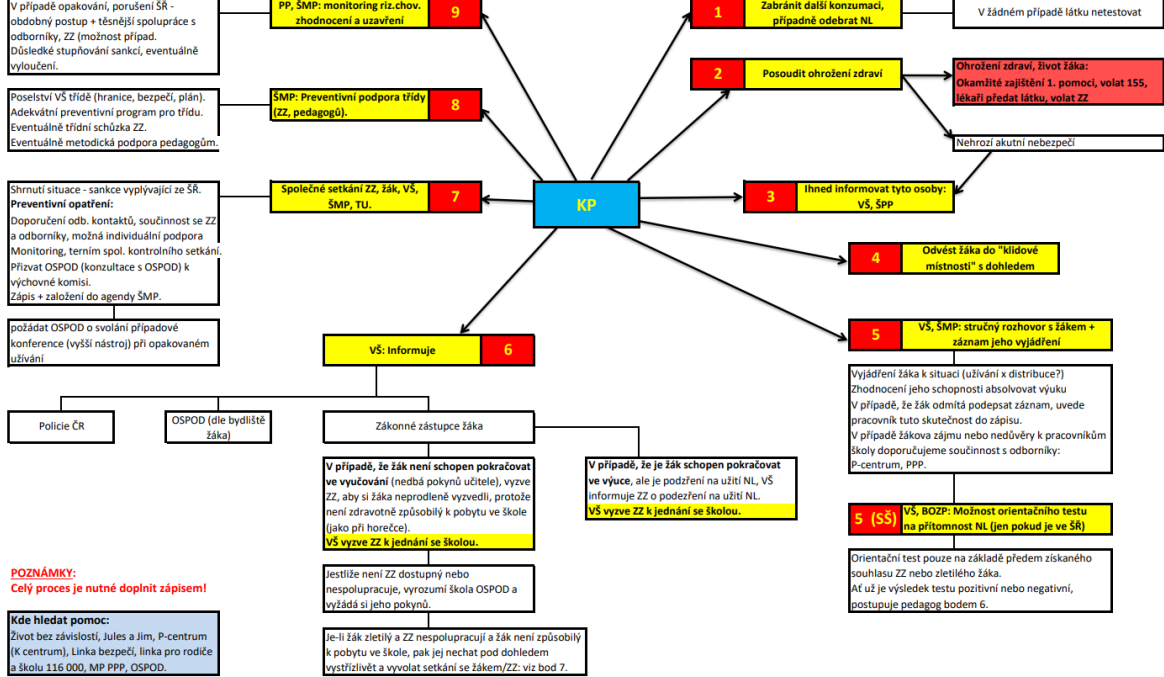 V případě opakování, porušení ŠŘ -
obdobný postup + těsnější spolupráce s
odborníky, ZZ (možnost připad.
Důsledké stupňování sankcí, eventuálně
vyloučení.
PP, ŠMP: monitoring riz.chov.
zhodnocení a uzavření
9
1
Zabránit další konzumaci,
případně odebrat NL
V žádném případě látku netestovat
2
Posoudit ohrožení zdraví
Ohrožení zdraví, život žáka:
Okamžité zajištění 1. pomoci, volat 155,
lékaři předat látku, volat ZZ
Nehrozí akutní nebezpečí
Poselství VŠ třídě (hranice, bezpečí, plán).
Adekvátní preventivní program pro třídu.
Eventuálně třídní schůzka ZZ.
Eventuálně metodická podpora pedagogům.
ŠMP: Preventivní podpora třídy
(ZZ, pedagogů).
8
Shrnutí situace - sankce vyplývající ze ŠŘ.
Preventivní opatření:
Doporučení odb. kontaktů, součinnost se ZZ
a odborníky, možná individuální podpora
Monitoring, terním spol. kontrolního setkání.
Přizvat OSPOD (konzultace s OSPOD) k
výchovné komisi.
Zápis + založení do agendy ŠMP.
Společné setkání ZZ, žák, VŠ,
ŠMP, TU.
7
KP
3
Ihned informovat tyto osoby:
VŠ, ŠPP
4
Odvést žáka do "klidové
místnosti" s dohledem
požádat OSPOD o svolání případové
konference (vyšší nástroj) při opakovaném
užívání
VŠ: Informuje
6
5
VŠ, ŠMP: stručný rozhovor s žákem +
záznam jeho vyjádření
Vyjádření žáka k situaci (užívání x distribuce?)
Zhodnocení jeho schopnosti absolvovat výuku
V případě, že žák odmítá podepsat záznam, uvede
pracovník tuto skutečnost do zápisu.
V případě žákova zájmu nebo nedůvěry k pracovníkům
školy doporučujeme součinnost s odborníky:
P-centrum, PPP.
Policie ČR
OSPOD (dle bydliště
žáka)
Zákonné zástupce žáka
V případě, že žák není schopen pokračovat
ve vyučování (nedbá pokynů učitele), vyzve
ZZ, aby si žáka neprodleně vyzvedli, protože
není zdravotně způsobilý k pobytu ve škole
(jako při horečce).
VŠ vyzve ZZ k jednání se školou.
V případě, že je žák schopen pokračovat
ve výuce, ale je podzření na užití NL, VŠ
informuje ZZ o podezření na užití NL.
VŠ vyzve ZZ k jednání se školou.
5 (SŠ)
VŠ, BOZP: Možnost orientačního testu
na přítomnost NL (jen pokud je ve ŠŘ)
Orientační test pouze na základě předem získaného
souhlasu ZZ nebo zletilého žáka.
Ať už je výsledek testu pozitivní nebo negativní,
postupuje pedagog bodem 6.
Jestliže není ZZ dostupný nebo
nespolupracuje, vyrozumí škola OSPOD a
vyžádá si jeho pokynů.
Je-li žák zletilý a ZZ nespolupracují a žák není způsobilý
k pobytu ve škole, pak jej nechat pod dohledem
vystřízlivět a vyvolat setkání se žákem/ZZ: viz bod 7.
POZNÁMKY:
Celý proces je nutné doplnit zápisem!
Kde hledat pomoc:
Život bez závislostí, Jules a Jim, P-centrum
(K centrum), Linka bezpečí, linka pro rodiče
a školu 116 000, MP PPP, OSPOD.